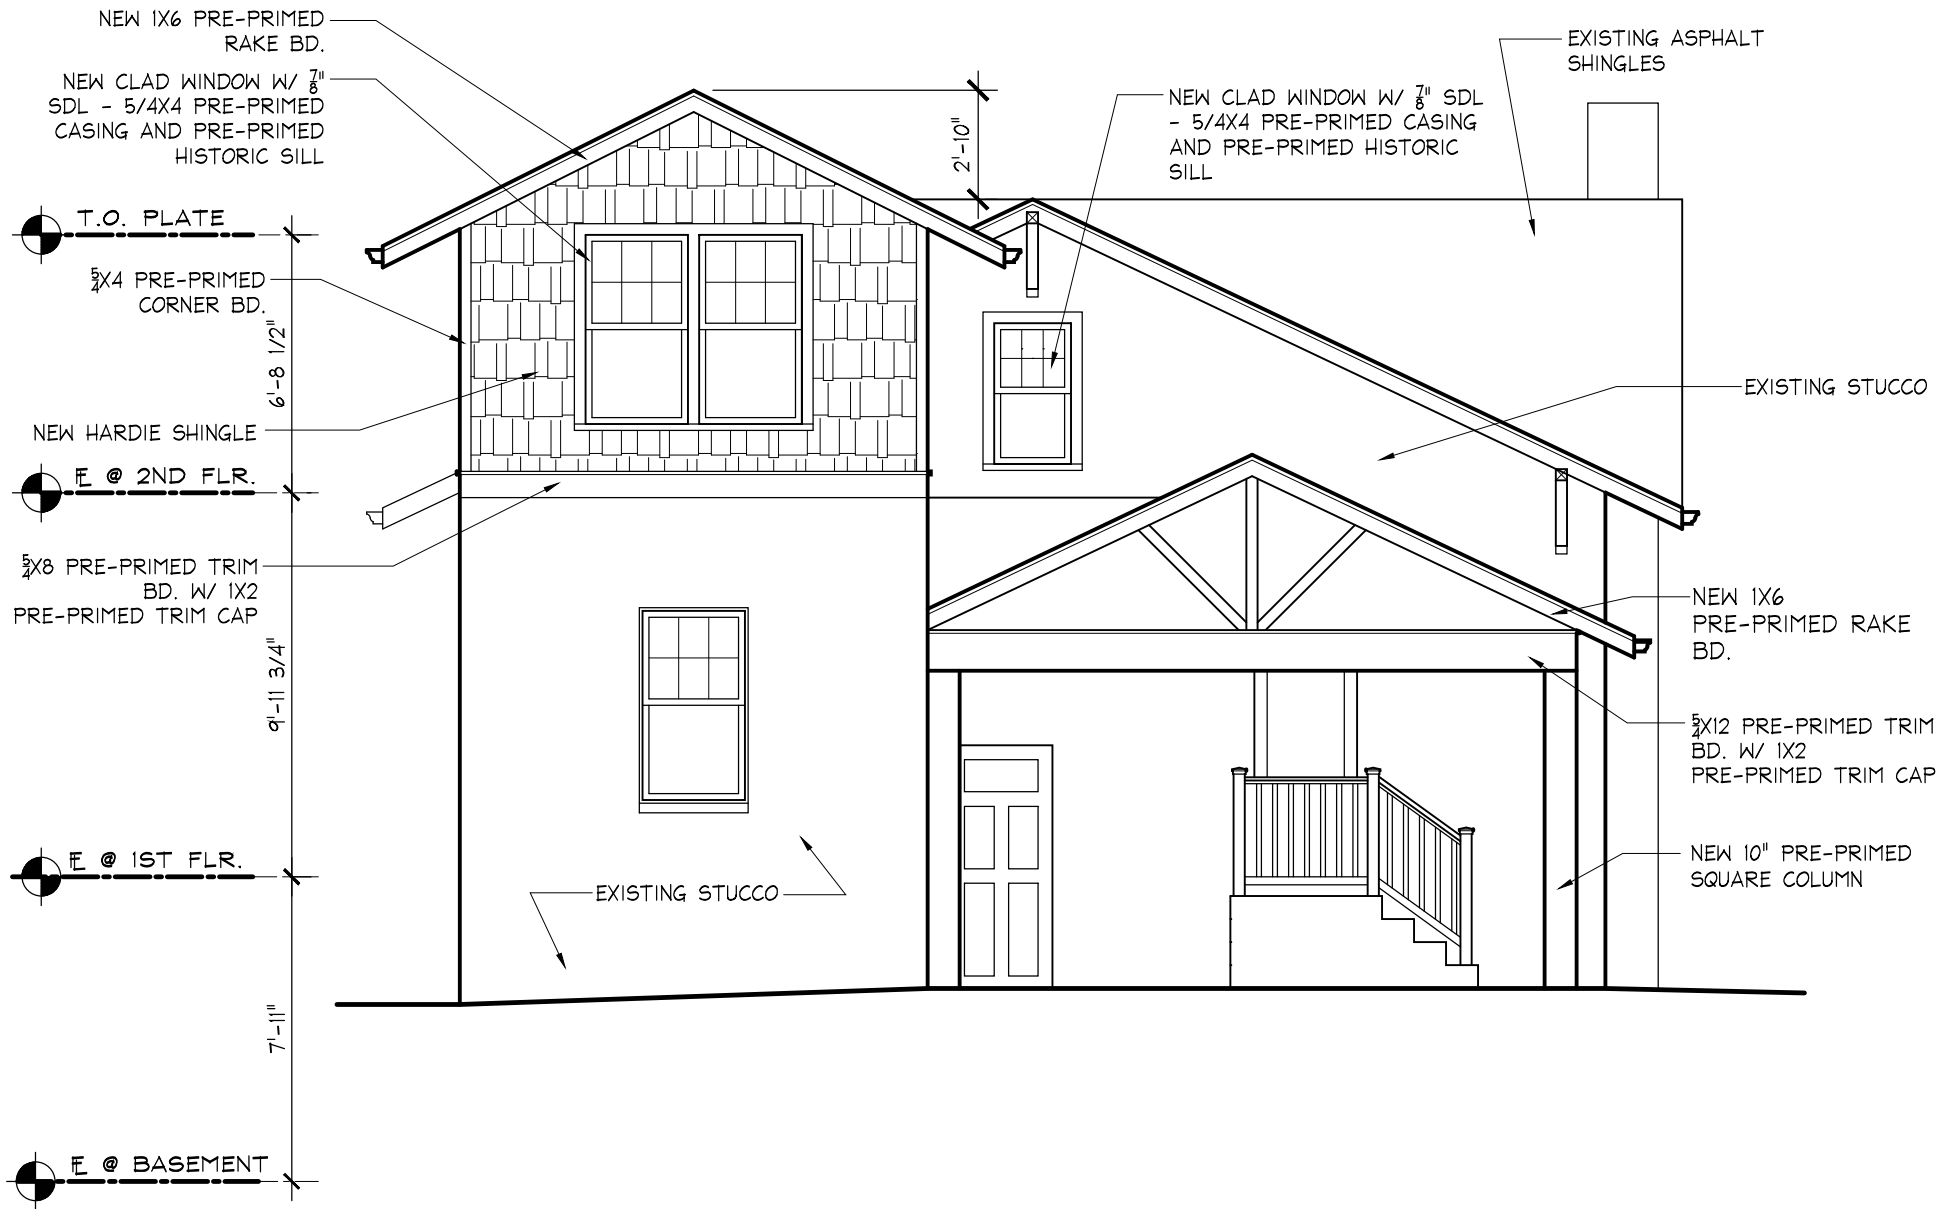 NEW 1X6 PRE-PRIMED
RAKE BD.
NEW CLAD WINDOW W/ 7/8"
SDL - 5/4X4 PRE-PRIMED
CASING AND PRE-PRIMED
HISTORIC SILL
T.O. PLATE
5/4X4 PRE-PRIMED
CORNER BD.
6'-8 1/2"
NEW HARDIE SHINGLE
FL @ 2ND FLR.
5/4X8 PRE-PRIMED TRIM
BD. W/ 1X2
PRE-PRIMED TRIM CAP
9'-11 3/4"
FL @ 1ST FLR.
7'-11"
FL @ BASEMENT
2'-10"
NEW CLAD WINDOW W/ 7/8" SDL
- 5/4X4 PRE-PRIMED CASING
AND PRE-PRIMED HISTORIC
SILL
EXISTING ASPHALT
SHINGLES
EXISTING STUCCO
NEW 1X6
PRE-PRIMED RAKE
BD.
5/4X12 PRE-PRIMED TRIM
BD. W/ 1X2
PRE-PRIMED TRIM CAP
NEW 10" PRE-PRIMED
SQUARE COLUMN
EXISTING STUCCO